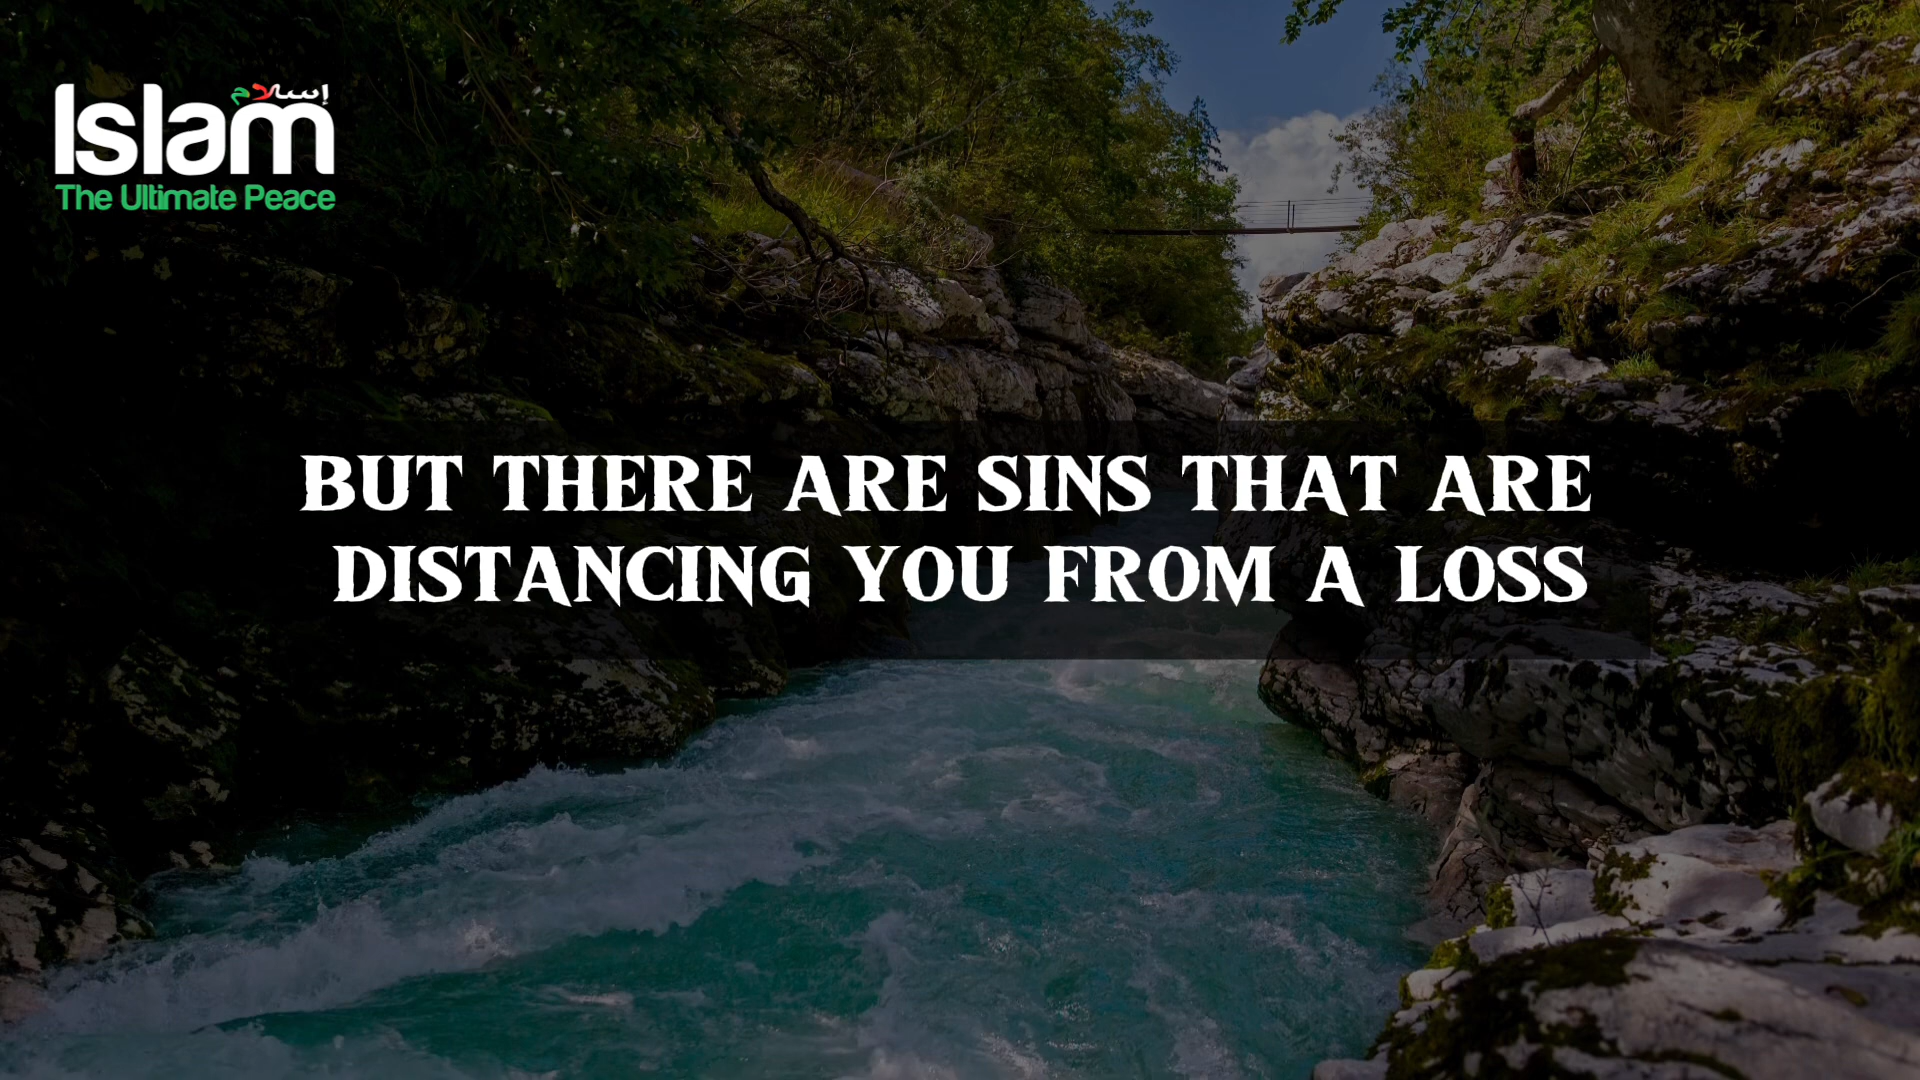 Islam إسلام
The Ultimate Peace
BUT THERE ARE SINS THAT ARE
DISTANCING YOU FROM A LOSS